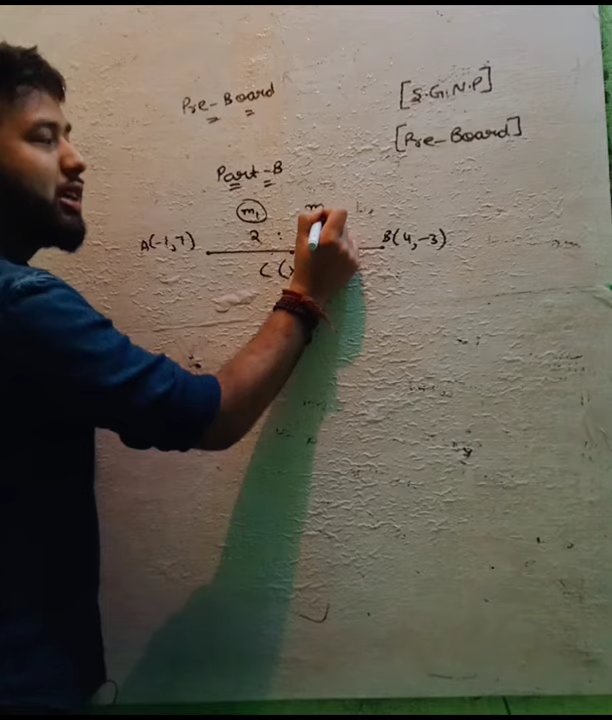 Pre-Board
[S.G.N.P]
[Pre-Board]
Part-B
m₁ m
2 :
A(-1,7) B(4,-3)
C(x